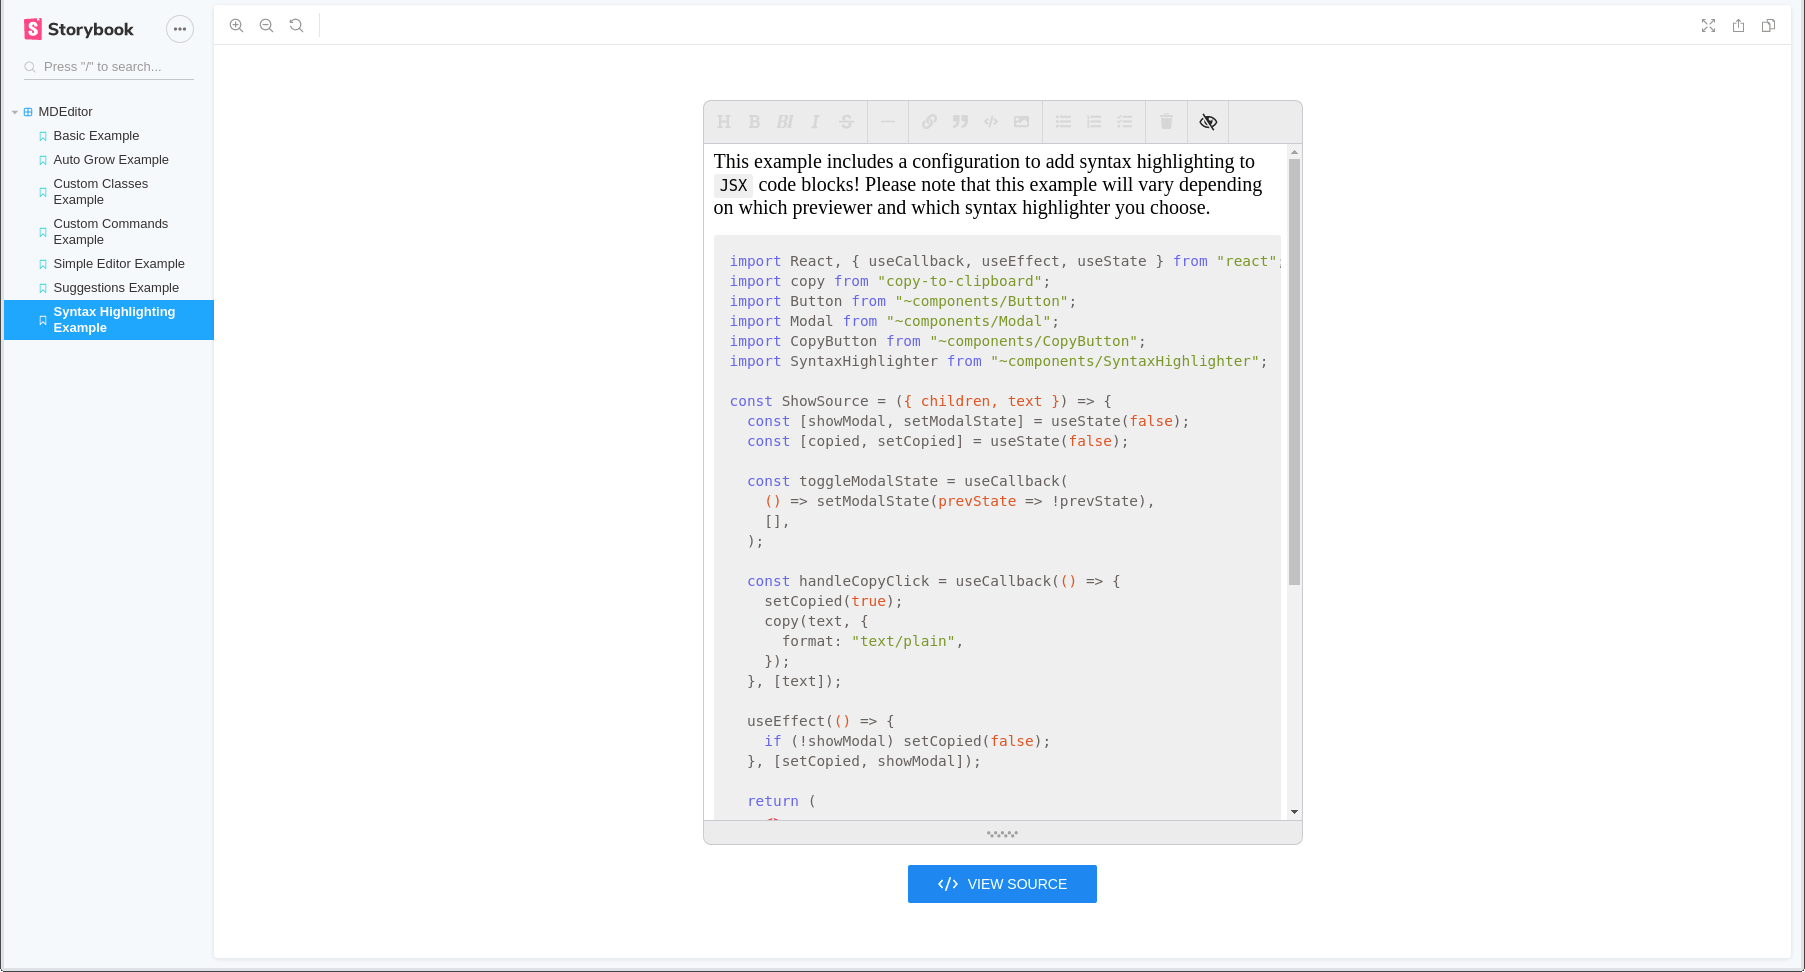 Storybook
Press "/" to search...
MDEditor
Basic Example
Auto Grow Example
Custom Classes
Example
Custom Commands
Example
Simple Editor Example
Suggestions Example
Syntax Highlighting
Example
H B BI I S
This example includes a configuration to add syntax highlighting to
JSX code blocks! Please note that this example will vary depending
on which previewer and which syntax highlighter you choose.
import React, { useCallback, useEffect, useState } from "react";
import copy from "copy-to-clipboard";
import Button from "~components/Button";
import Modal from "~components/Modal";
import CopyButton from "~components/CopyButton";
import SyntaxHighlighter from "~components/SyntaxHighlighter";
const ShowSource = ({ children, text }) => {
  const [showModal, setModalState] = useState(false);
  const [copied, setCopied] = useState(false);
  const toggleModalState = useCallback(
    () => setModalState(prevState => !prevState),
    [],
  );
  const handleCopyClick = useCallback(() => {
    setCopied(true);
    copy(text, {
      format: "text/plain",
    });
  }, [text]);
  useEffect(() => {
    if (!showModal) setCopied(false);
  }, [setCopied, showModal]);
  return (
</> VIEW SOURCE